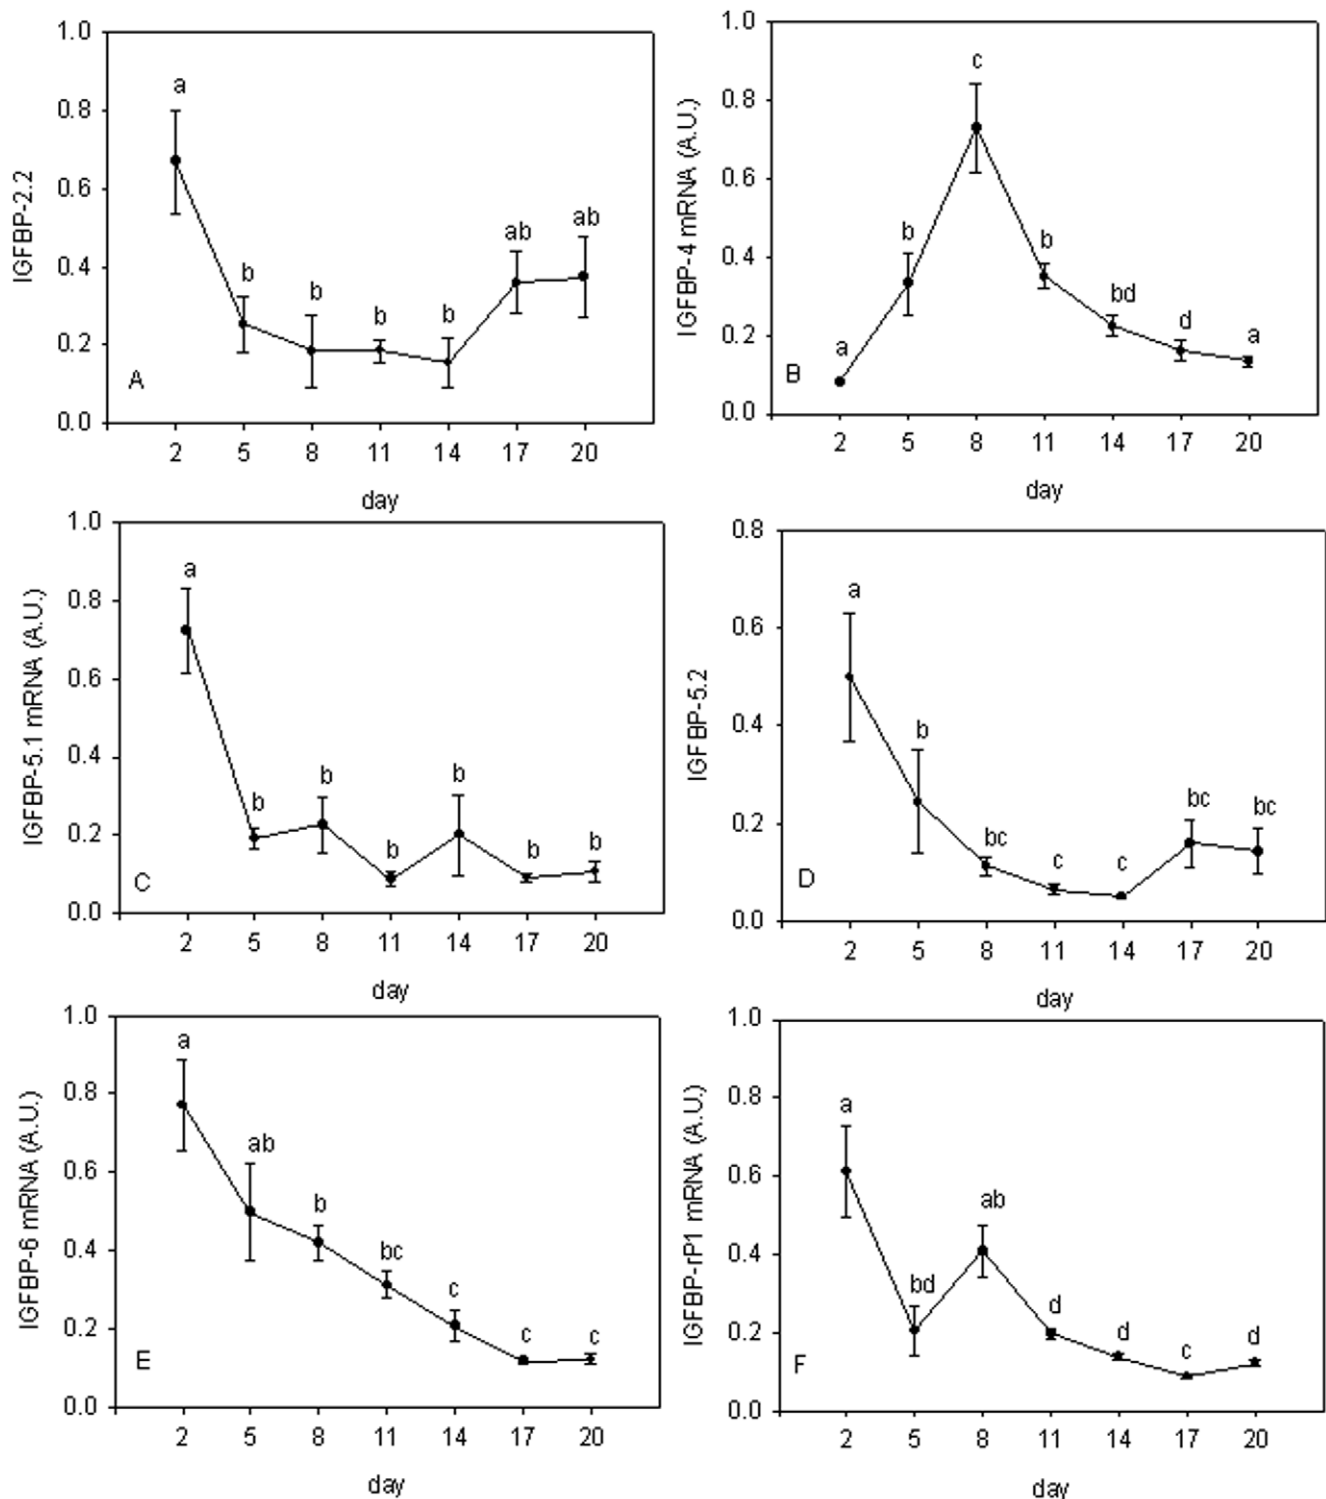 1.0
0.8
0.6
0.4
0.2
0.0
IGFBP-2.2
a
b
b
b
b
ab
ab
A
2 5 8 11 14 17 20
day
1.0
0.8
0.6
0.4
0.2
0.0
IGFBP-4 mRNA (A.U.)
a
b
c
b
bd
d
a
B
2 5 8 11 14 17 20
day
1.0
0.8
0.6
0.4
0.2
0.0
IGFBP-5.1 mRNA (A.U.)
a
b
b
b
b
b
b
C
2 5 8 11 14 17 20
day
0.8
0.6
0.4
0.2
0.0
IGFBP-5.2
a
b
bc
c
c
bc
bc
D
2 5 8 11 14 17 20
day
1.0
0.8
0.6
0.4
0.2
0.0
IGFBP-6 mRNA (A.U.)
a
ab
b
bc
c
c
c
E
2 5 8 11 14 17 20
day
1.0
0.8
0.6
0.4
0.2
0.0
IGFBP-rP1 mRNA (A.U.)
a
bd
ab
d
d
c
d
F
2 5 8 11 14 17 20
day